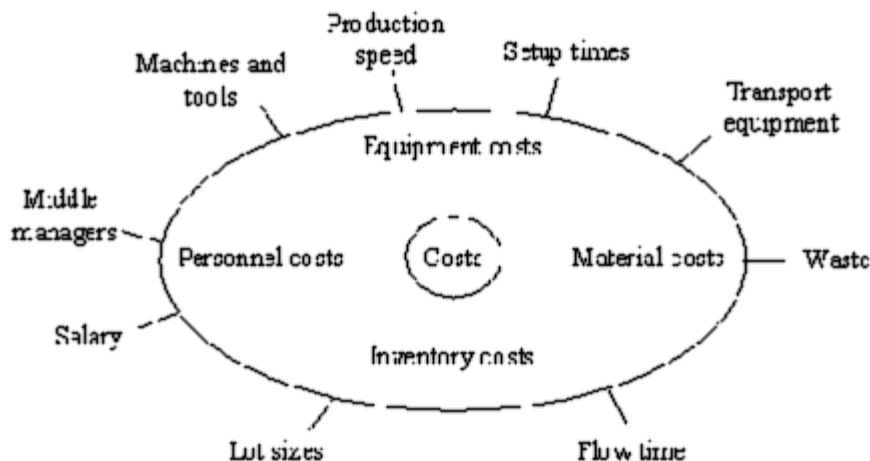 Production
speed
Setup times
Machines and
tools
Transport
equipment
Equipment costs
Middle
managers
Personnel costs
Costs
Material costs
Waste
Salary
Inventory costs
Lot sizes
Flow time